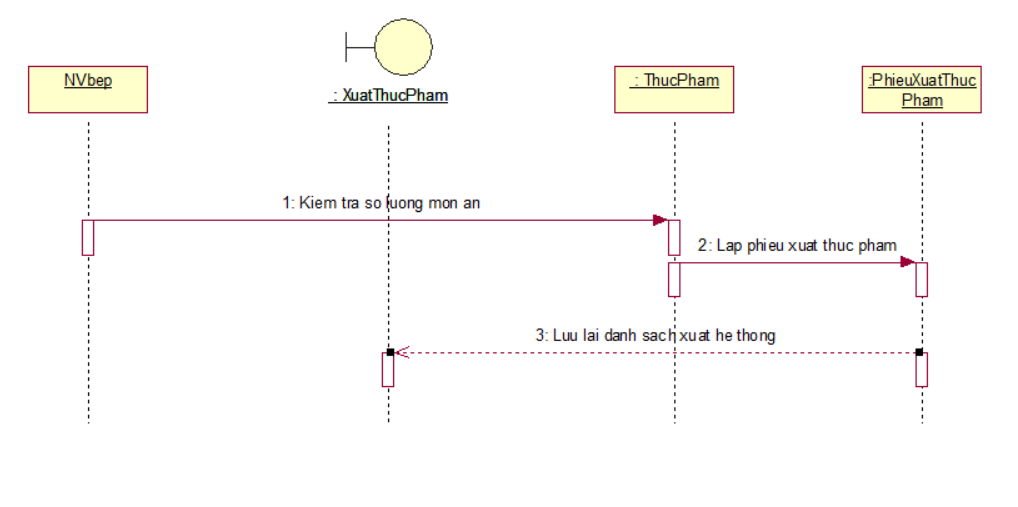 NVbep
: XuatThucPham
: ThucPham
:PhieuXuatThuc
Pham
1: Kiem tra so luong mon an
2: Lap phieu xuat thuc pham
3: Luu lai danh sach xuat he thong